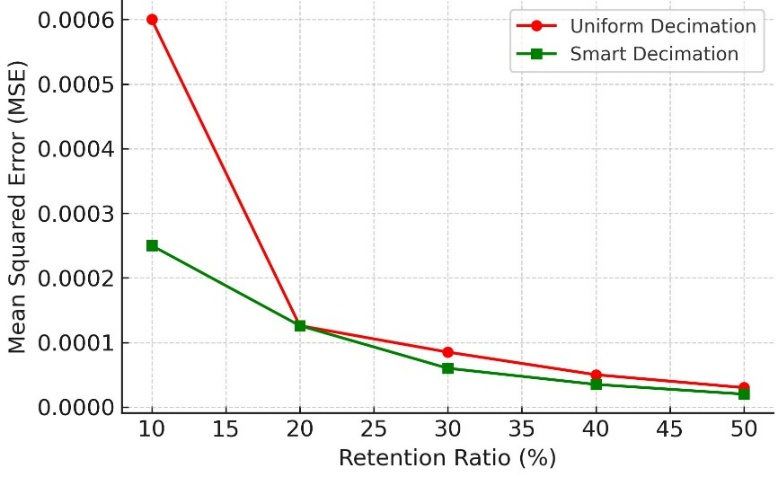 0.0006
0.0005
0.0004
0.0003
0.0002
0.0001
0.0000
Mean Squared Error (MSE)
Uniform Decimation
Smart Decimation
10 15 20 25 30 35 40 45 50
Retention Ratio (%)